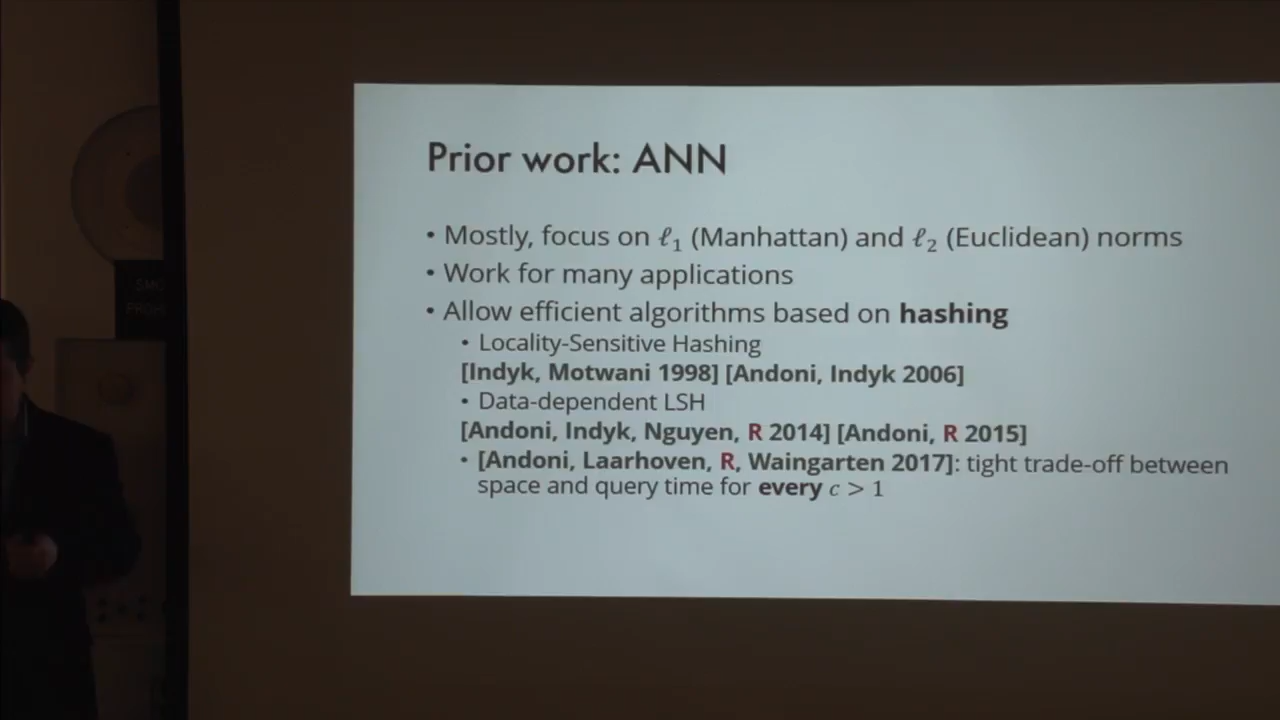 Prior work: ANN
• Mostly, focus on ℓ₁ (Manhattan) and ℓ₂ (Euclidean) norms
• Work for many applications
• Allow efficient algorithms based on hashing
• Locality-Sensitive Hashing
[Indyk, Motwani 1998] [Andoni, Indyk 2006]
• Data-dependent LSH
[Andoni, Indyk, Nguyen, R 2014] [Andoni, R 2015]
• [Andoni, Laarhoven, R, Waingarten 2017]: tight trade-off between
space and query time for every c > 1